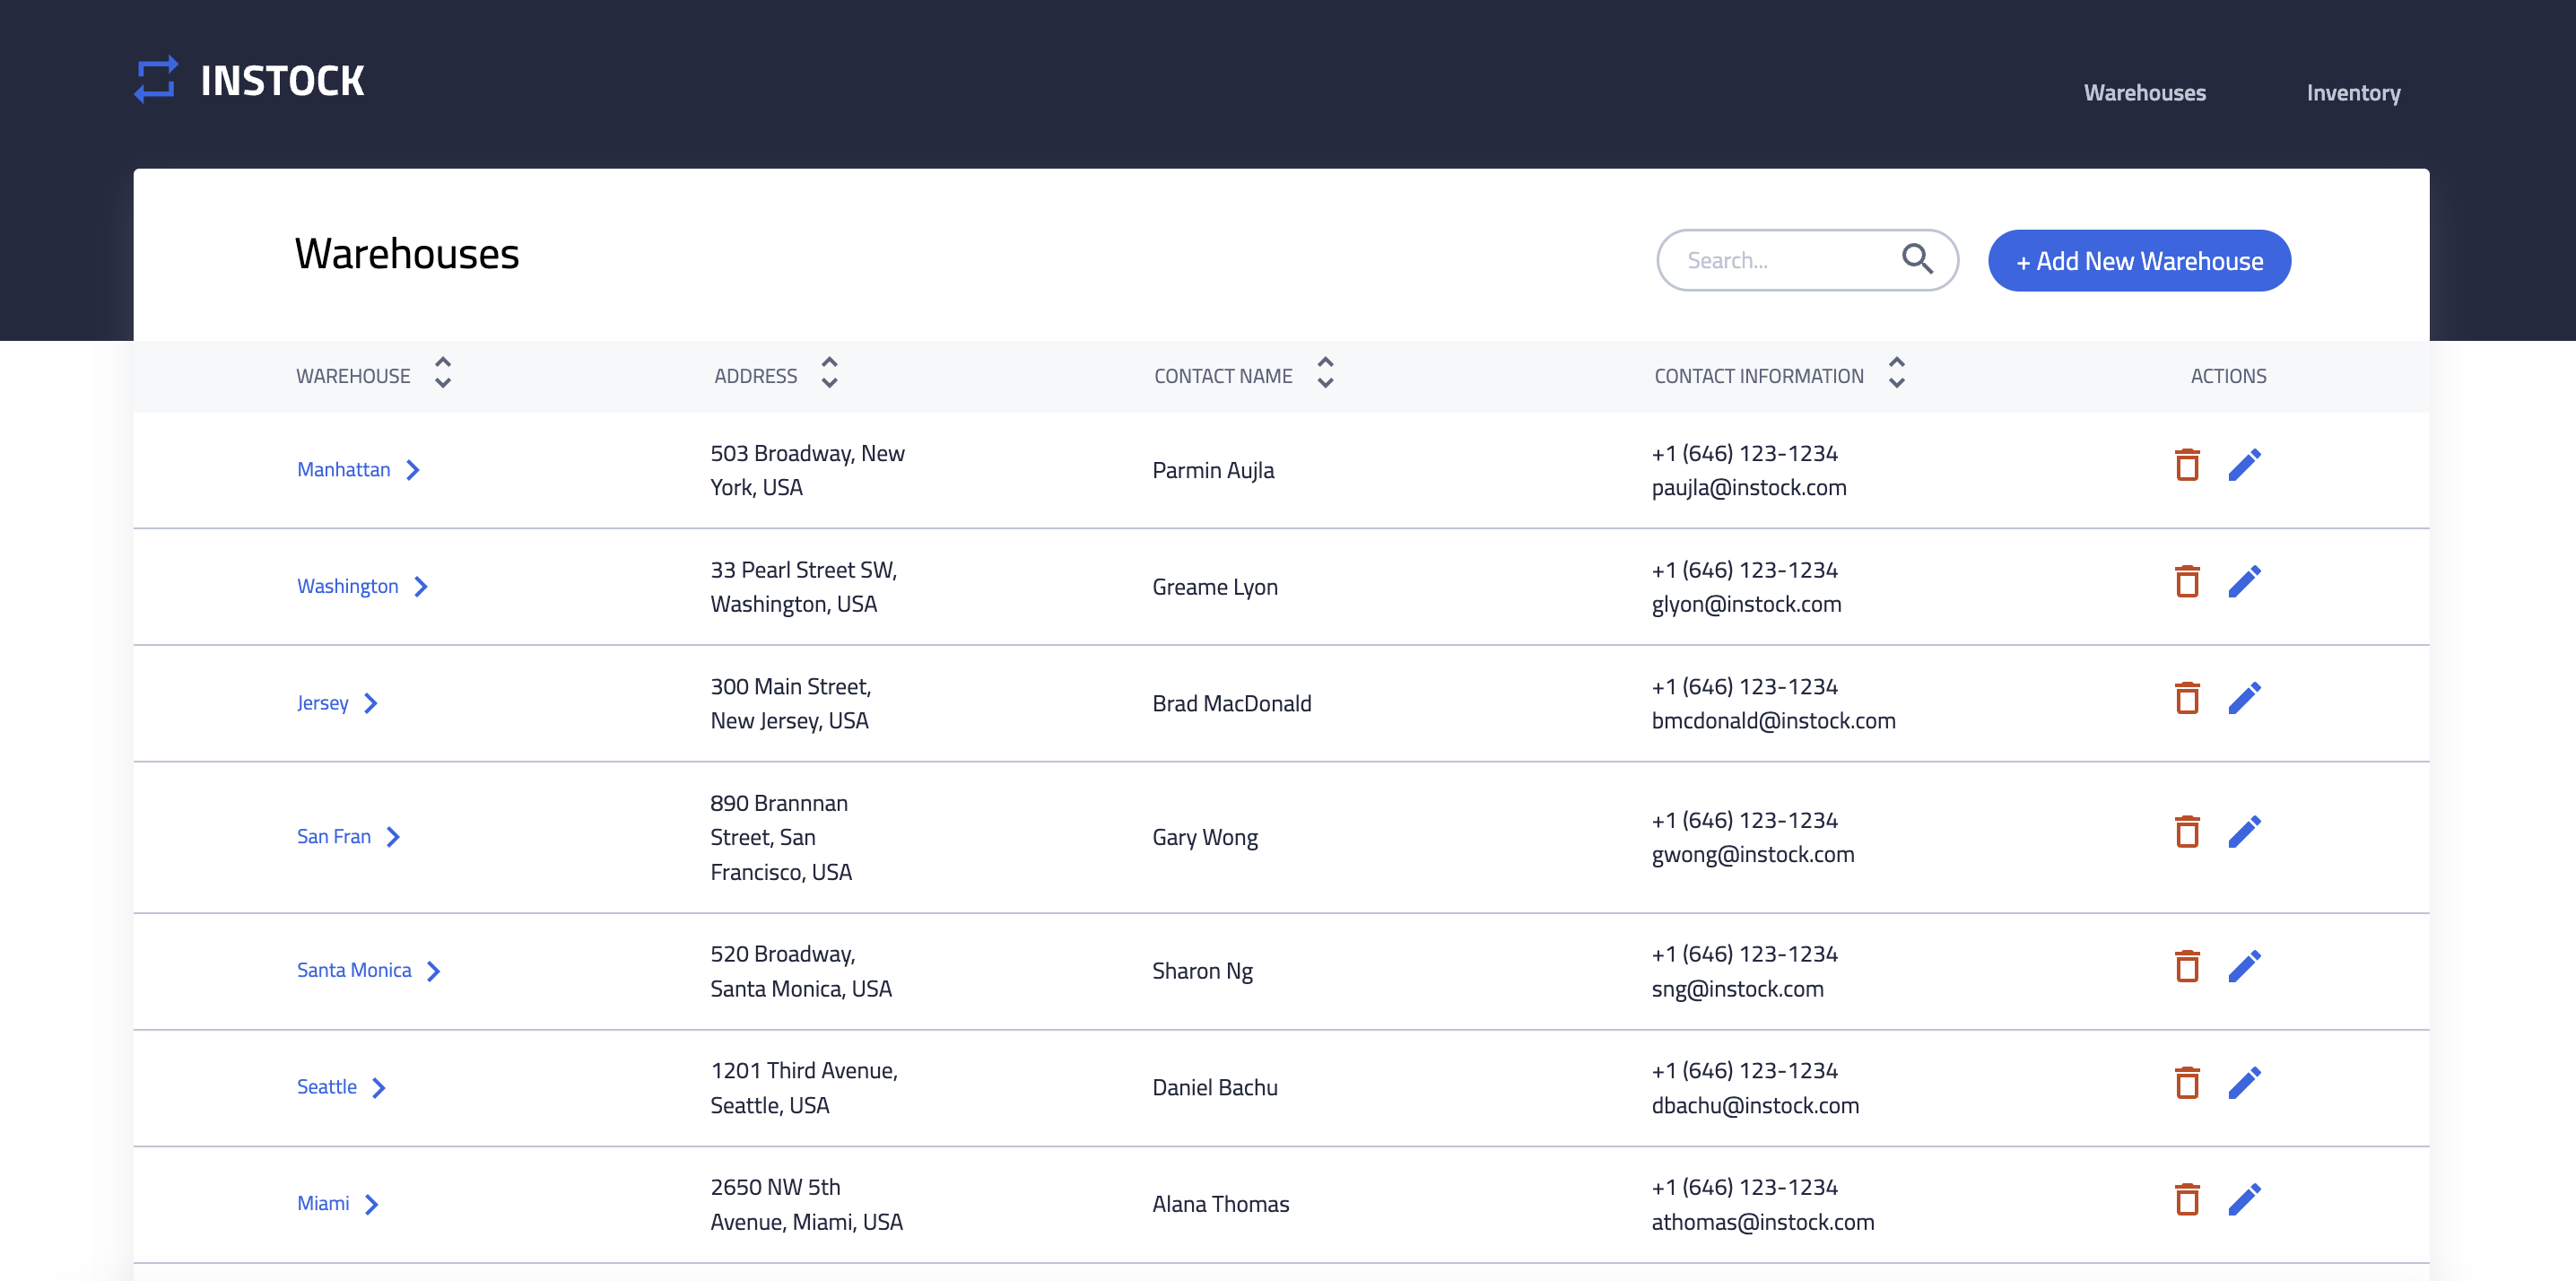 INSTOCK
Warehouses
Inventory
Warehouses
Search...
+ Add New Warehouse
WAREHOUSE
ADDRESS
CONTACT NAME
CONTACT INFORMATION
ACTIONS
Manhattan
503 Broadway, New
York, USA
Parmin Aujla
+1 (646) 123-1234
paujla@instock.com
Washington
33 Pearl Street SW,
Washington, USA
Greame Lyon
+1 (646) 123-1234
glyon@instock.com
Jersey
300 Main Street,
New Jersey, USA
Brad MacDonald
+1 (646) 123-1234
bmcdonald@instock.com
San Fran
890 Brannnan
Street, San
Francisco, USA
Gary Wong
+1 (646) 123-1234
gwong@instock.com
Santa Monica
520 Broadway,
Santa Monica, USA
Sharon Ng
+1 (646) 123-1234
sng@instock.com
Seattle
1201 Third Avenue,
Seattle, USA
Daniel Bachu
+1 (646) 123-1234
dbachu@instock.com
Miami
2650 NW 5th
Avenue, Miami, USA
Alana Thomas
+1 (646) 123-1234
athomas@instock.com